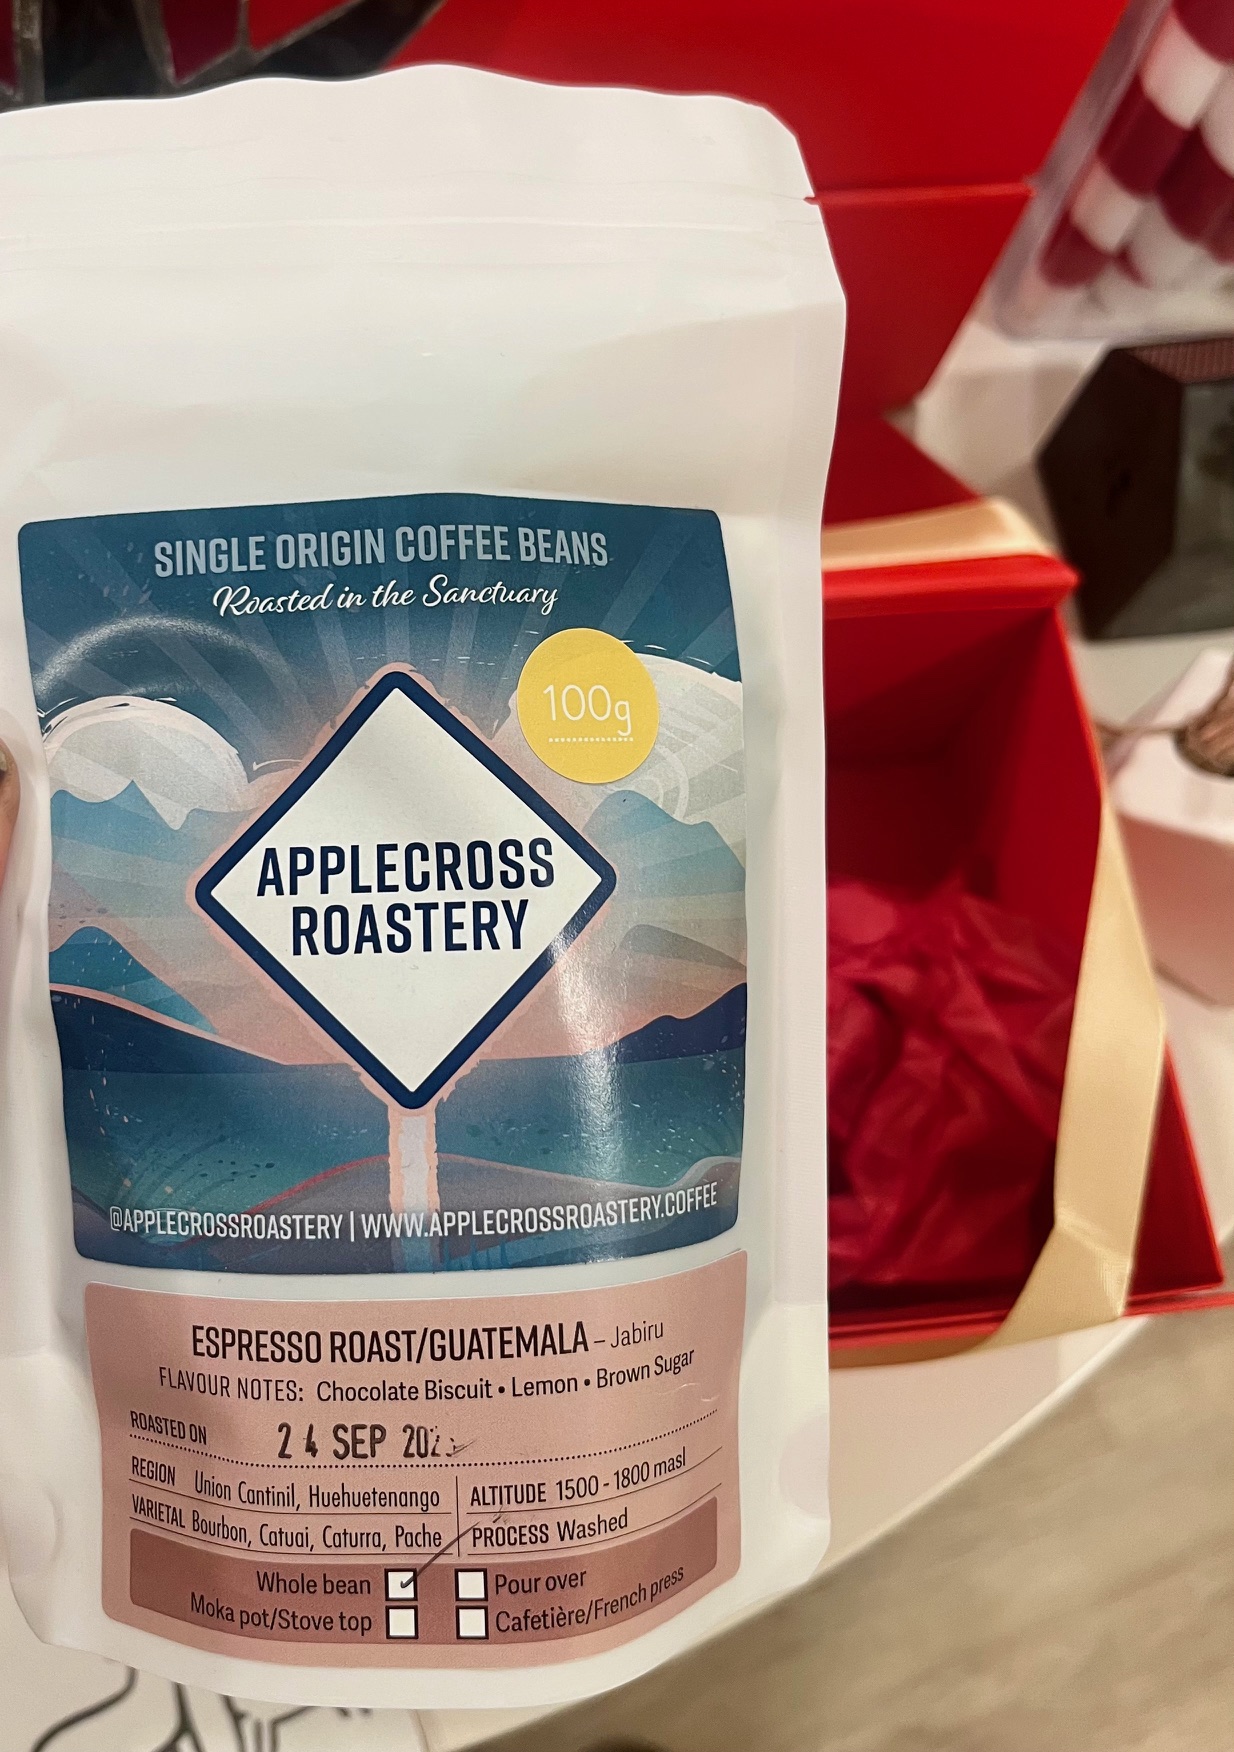 SINGLE ORIGIN COFFEE BEANS
Roasted in the Sanctuary
100g
APPLECROSS
ROASTERY
@APPLECROSSROASTERY | WWW.APPLECROSSROASTERY.COFFEE
ESPRESSO ROAST/GUATEMALA – Jabiru
FLAVOUR NOTES: Chocolate Biscuit • Lemon • Brown Sugar
ROASTED ON 24 SEP
REGION Union Cantinil, Huehuetenango
ALTITUDE 1500 - 1800 masl
VARIETAL Bourbon, Catuai, Caturra, Pache
PROCESS Washed
Whole bean
Pour over
Moka pot/Stove top
Cafetière/French press